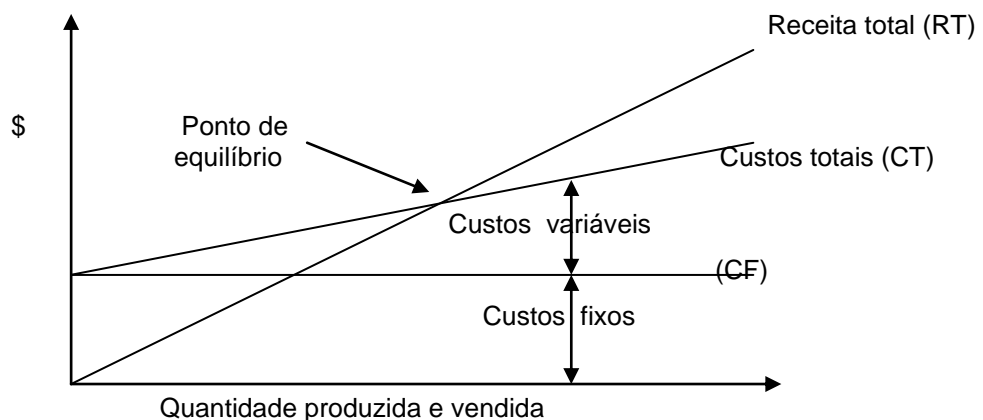 Receita total (RT)
$
Ponto de
equilíbrio
Custos totais (CT)
Custos variáveis
(CF)
Custos fixos
Quantidade produzida e vendida